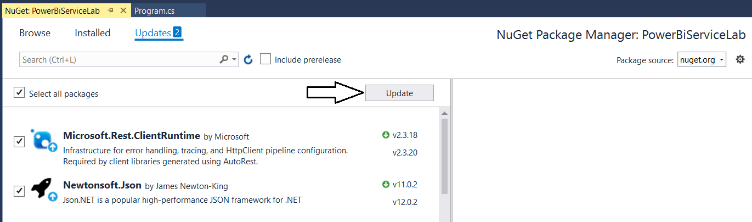 NuGet: PowerBiServiceLab
Program.cs
Browse Installed Updates 2
NuGet Package Manager: PowerBiServiceLab
Search (Ctrl+L)
Include prerelease
Package source: nuget.org
Select all packages
Update
Microsoft.Rest.ClientRuntime by Microsoft
v2.3.18
Infrastructure for error handling, tracing, and HttpClient pipeline configuration.
v2.3.20
Required by client libraries generated using AutoRest.
Newtonsoft.Json by James Newton-King
v11.0.2
Json.NET is a popular high-performance JSON framework for .NET
v12.0.2